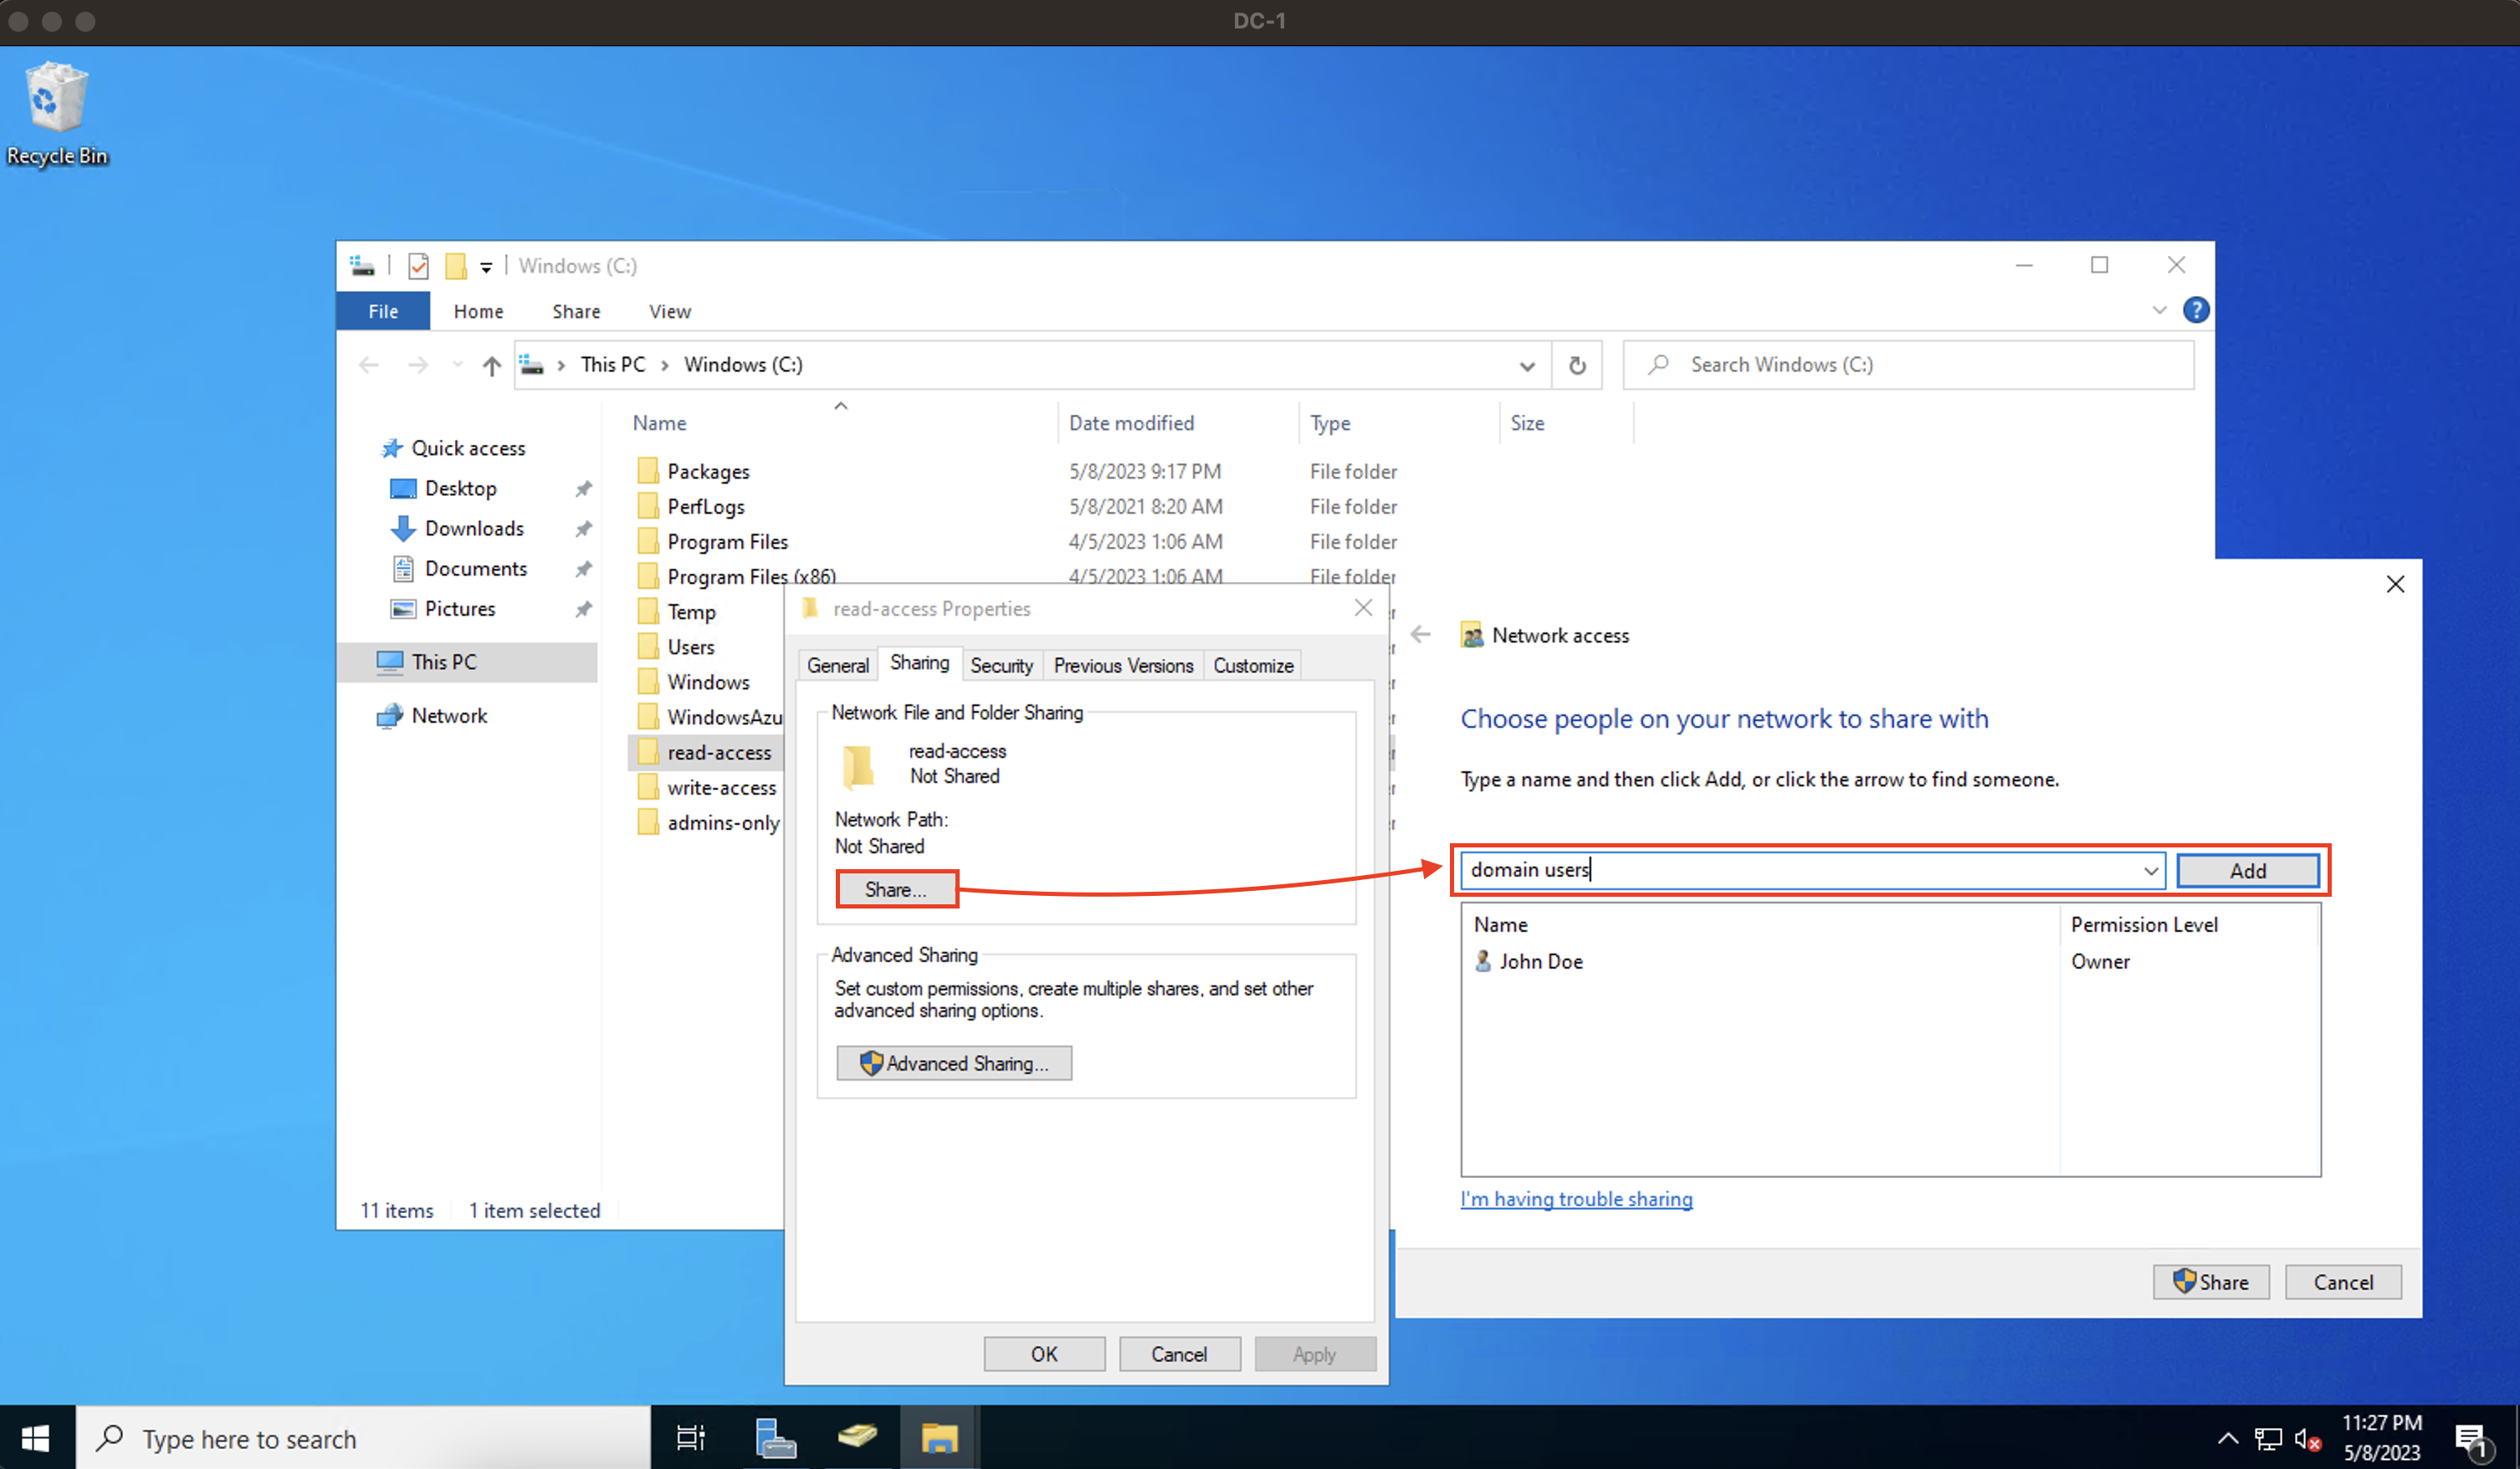 DC-1
Recycle Bin
Windows (C:)
File Home Share View
?
This PC Windows (C:)
Search Windows (C:)
Name Date modified Type Size
Quick access
Desktop
Downloads
Documents
Pictures
This PC
Network
Packages 5/8/2023 9:17 PM File folder
PerfLogs 5/8/2021 8:20 AM File folder
Program Files 4/5/2023 1:06 AM File folder
Program Files (x86) 4/5/2023 1:06 AM File folder
Temp
Users
Windows
WindowsAzu
read-access
write-access
admins-only
11 items 1 item selected
read-access Properties
General Sharing Security Previous Versions Customize
Network File and Folder Sharing
read-access
Not Shared
Network Path:
Not Shared
Share...
Advanced Sharing
Set custom permissions, create multiple shares, and set other
advanced sharing options.
Advanced Sharing...
OK Cancel Apply
Network access
Choose people on your network to share with
Type a name and then click Add, or click the arrow to find someone.
domain users Add
Name Permission Level
John Doe Owner
I'm having trouble sharing
Share Cancel
Type here to search
11:27 PM
5/8/2023
1